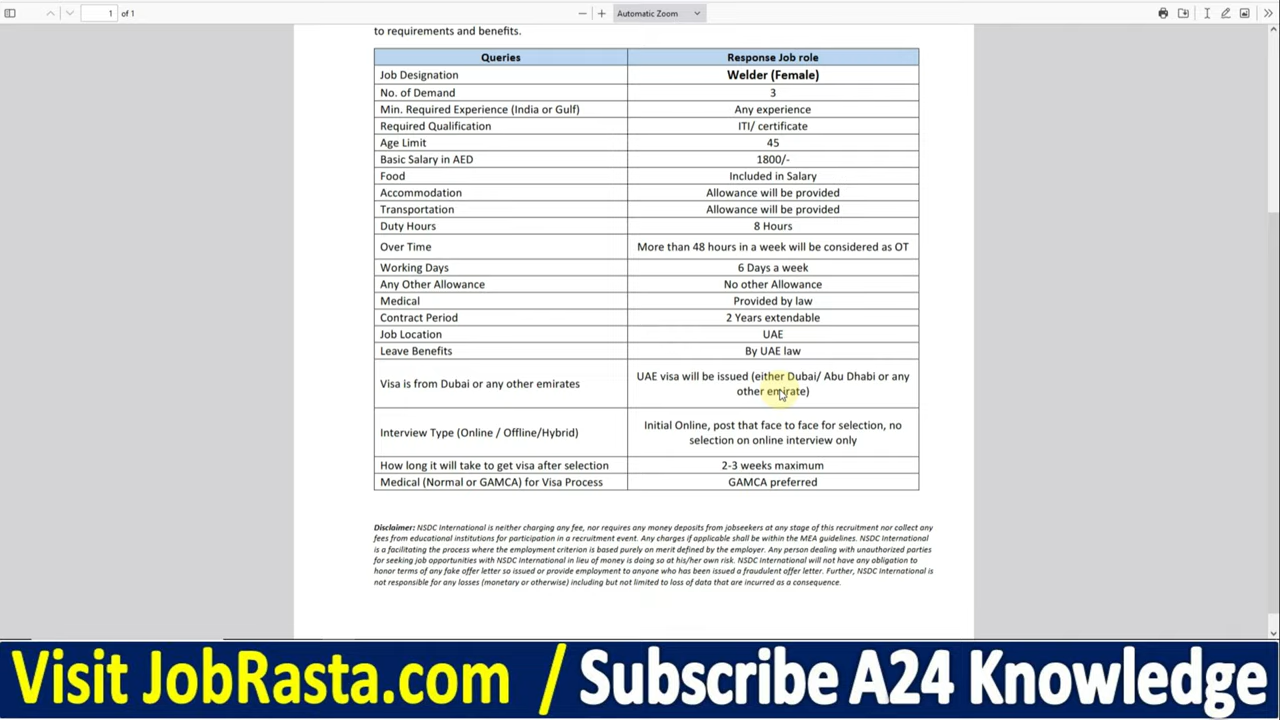 1 of 1 Automatic Zoom
to requirements and benefits.
Queries Response Job role
Job Designation Welder (Female)
No. of Demand 3
Min. Required Experience (India or Gulf) Any experience
Required Qualification ITI/ certificate
Age Limit 45
Basic Salary in AED 1800/-
Food Included in Salary
Accommodation Allowance will be provided
Transportation Allowance will be provided
Duty Hours 8 Hours
Over Time More than 48 hours in a week will be considered as OT
Working Days 6 Days a week
Any Other Allowance No other Allowance
Medical Provided by law
Contract Period 2 Years extendable
Job Location UAE
Leave Benefits By UAE law
Visa is from Dubai or any other emirates UAE visa will be issued (either Dubai/ Abu Dhabi or any
other emirate)
Interview Type (Online / Offline/Hybrid) Initial Online, post that face to face for selection, no
selection on online interview only
How long it will take to get visa after selection 2-3 weeks maximum
Medical (Normal or GAMCA) for Visa Process GAMCA preferred
Disclaimer: NSDC International is neither charging any fee, nor requires any money deposits from jobseekers at any stage of this recruitment nor collect any
fees from educational institutions for participation in a recruitment event. Any charges if applicable shall be within the MEA guidelines. NSDC International
is a facilitating the process where the employment criterion is based purely on merit defined by the employer. Any person dealing with unauthorized parties
for seeking job opportunities with NSDC International in lieu of money is doing so at his/her own risk. NSDC International will not have any obligation to
honor terms of any fake offer letter so issued or provide employment to anyone who has been issued a fraudulent offer letter. Further, NSDC International is
not responsible for any losses (monetary or otherwise) including but not limited to loss of data that are incurred as a consequence.
Visit JobRasta.com / Subscribe A24 Knowledge